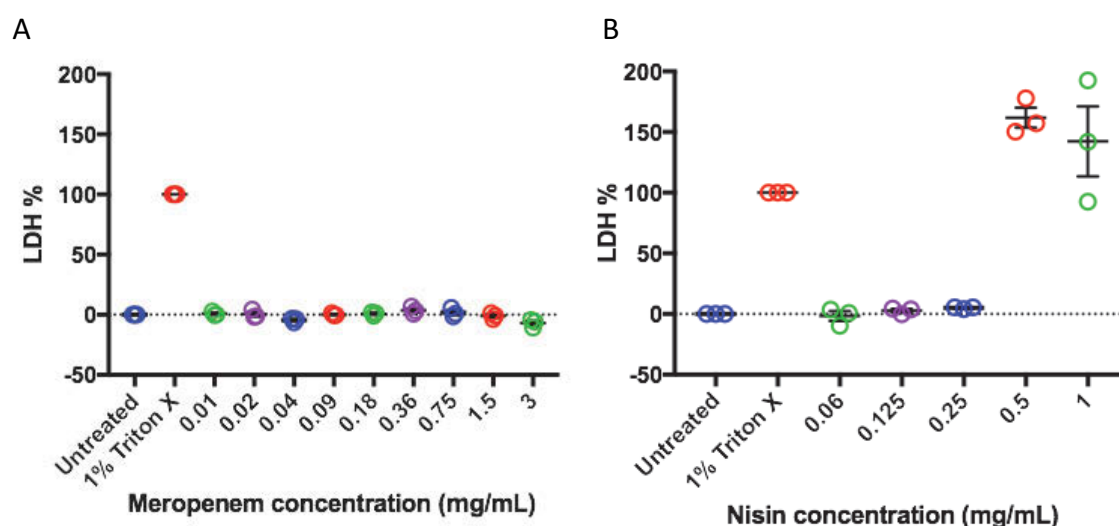 A
200
150
100
50
0
-50
LDH %
Untreated
1% Triton X
0.01
0.02
0.04
0.09
0.18
0.36
0.75
1.5
3
Meropenem concentration (mg/mL)
B
200
150
100
50
0
-50
LDH %
Untreated
1% Triton X
0.06
0.125
0.25
0.5
1
Nisin concentration (mg/mL)